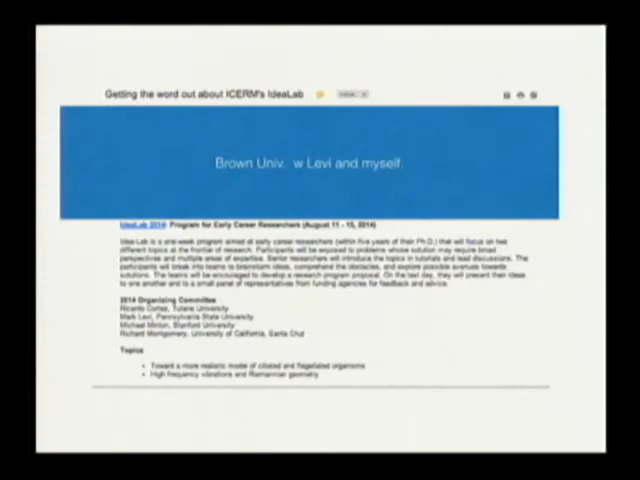 Getting the word out about ICERM's IdeaLab
Brown Univ.  w Levi and myself.
IdeaLab 2014: Program for Early Career Researchers (August 11 - 15, 2014)
Idea-Lab is a one-week program aimed at early career researchers (within five years of their Ph.D.) that will focus on two
different topics at the frontier of research. Participants will be exposed to problems whose solution may require broad
perspectives and multiple areas of expertise. Senior researchers will introduce the topics in tutorials and lead discussions. The
participants will break into teams to brainstorm ideas, comprehend the obstacles, and explore possible avenues towards
solutions. The teams will be encouraged to develop a research program proposal. On the last day, they will present their ideas
to one another and to a small panel of representatives from funding agencies for feedback and advice.
2014 Organizing Committee
Ricardo Cortez, Tulane University
Mark Levi, Pennsylvania State University
Michael Minion, Stanford University
Richard Montgomery, University of California, Santa Cruz
Topics
• Toward a more realistic model of ciliated and flagellated organisms
• High frequency vibrations and Riemannian geometry